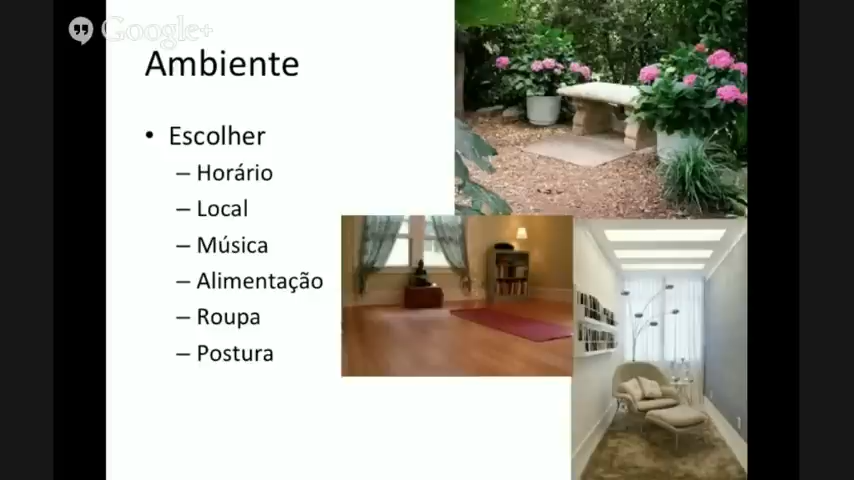 Google+
Ambiente
• Escolher
– Horário
– Local
– Música
– Alimentação
– Roupa
– Postura